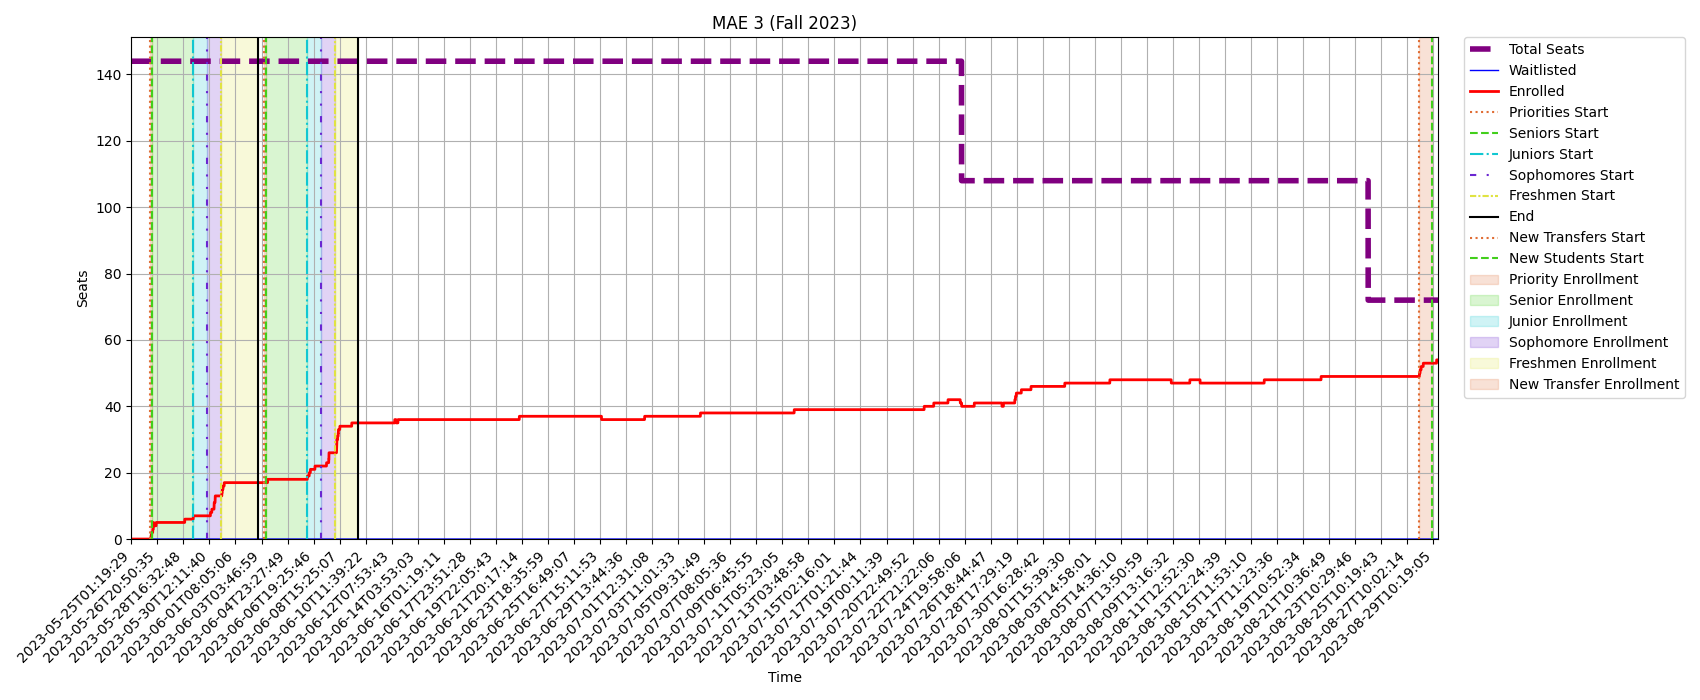 MAE 3 (Fall 2023)
Seats
140
120
100
80
60
40
20
0
2023-05-25T01:19:29
2023-05-26T20:50:35
2023-05-28T16:32:48
2023-05-30T12:11:40
2023-06-01T08:05:06
2023-06-03T03:46:59
2023-06-04T23:27:49
2023-06-06T19:25:46
2023-06-08T15:25:07
2023-06-10T11:39:22
2023-06-12T07:53:43
2023-06-14T04:53:03
2023-06-16T01:19:11
2023-06-17T23:51:28
2023-06-19T22:05:43
2023-06-21T20:17:14
2023-06-23T18:35:59
2023-06-25T16:49:07
2023-06-27T15:11:53
2023-06-29T13:44:36
2023-07-01T12:31:08
2023-07-03T11:01:33
2023-07-05T09:31:49
2023-07-07T08:05:36
2023-07-09T06:45:55
2023-07-11T05:23:05
2023-07-13T03:48:58
2023-07-15T02:16:01
2023-07-17T01:21:44
2023-07-19T00:11:39
2023-07-20T22:49:52
2023-07-22T21:22:06
2023-07-24T19:58:06
2023-07-26T18:44:47
2023-07-28T17:29:19
2023-07-30T16:28:42
2023-08-01T15:39:30
2023-08-03T14:58:01
2023-08-05T14:36:10
2023-08-07T13:50:59
2023-08-09T13:16:32
2023-08-11T12:52:30
2023-08-13T12:24:39
2023-08-15T11:53:10
2023-08-17T11:23:36
2023-08-19T10:52:34
2023-08-21T10:36:49
2023-08-23T10:29:46
2023-08-25T10:19:43
2023-08-27T10:02:14
2023-08-29T10:19:05
Time
Total Seats
Waitlisted
Enrolled
Priorities Start
Seniors Start
Juniors Start
Sophomores Start
Freshmen Start
End
New Transfers Start
New Students Start
Priority Enrollment
Senior Enrollment
Junior Enrollment
Sophomore Enrollment
Freshmen Enrollment
New Transfer Enrollment